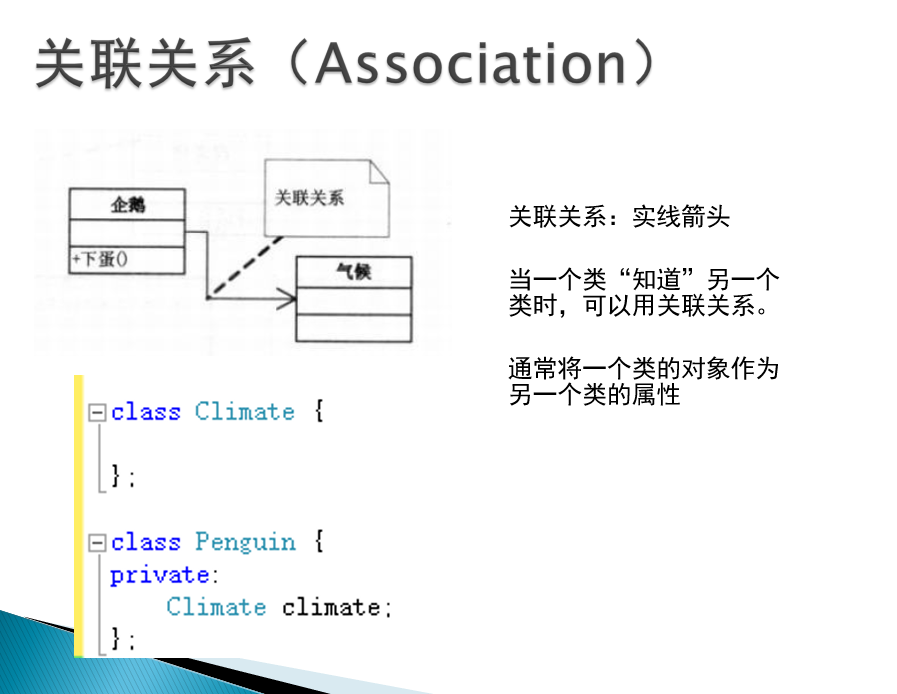 关联关系（Association）
企鹅
+下蛋()
关联关系
气候
关联关系：实线箭头
当一个类“知道”另一个
类时，可以用关联关系。
通常将一个类的对象作为
另一个类的属性
class Climate {
};
class Penguin {
private:
Climate climate;
};